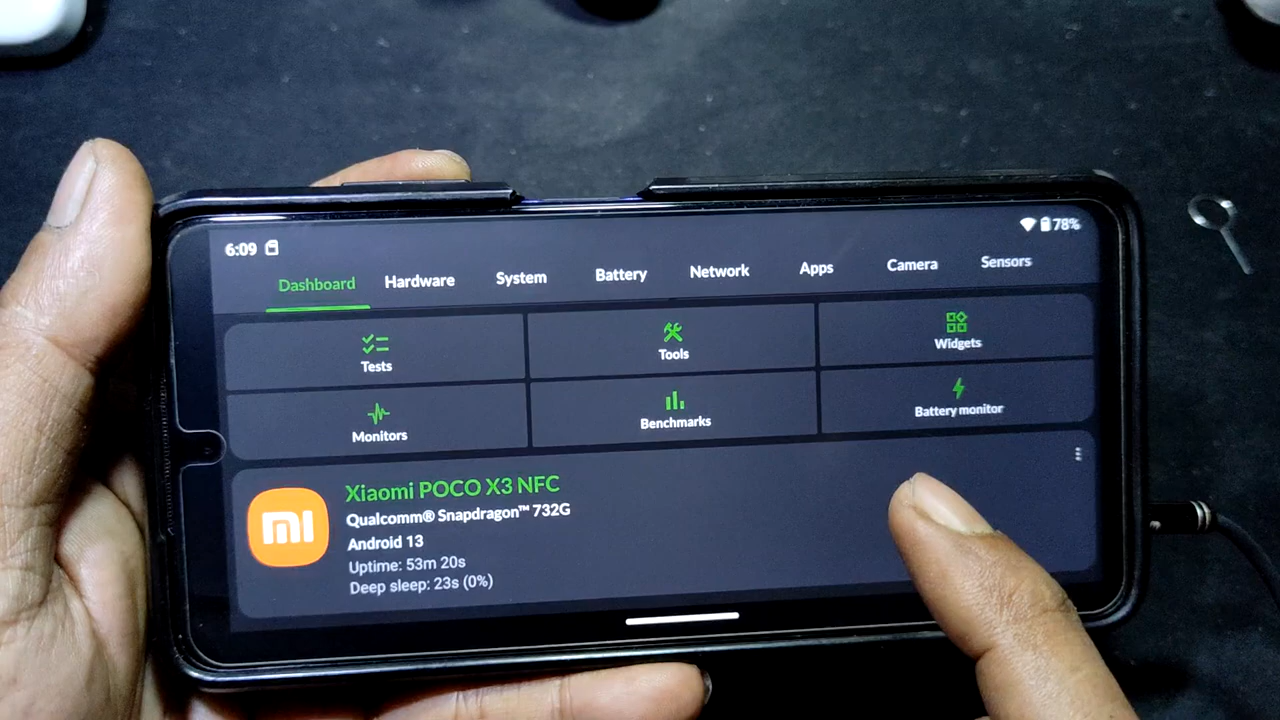 6:09
78%
Dashboard Hardware System Battery Network Apps Camera Sensors
Tests
Tools
Widgets
Monitors
Benchmarks
Battery monitor
mi
Xiaomi POCO X3 NFC
Qualcomm® Snapdragon™ 732G
Android 13
Uptime: 53m 20s
Deep sleep: 23s (0%)